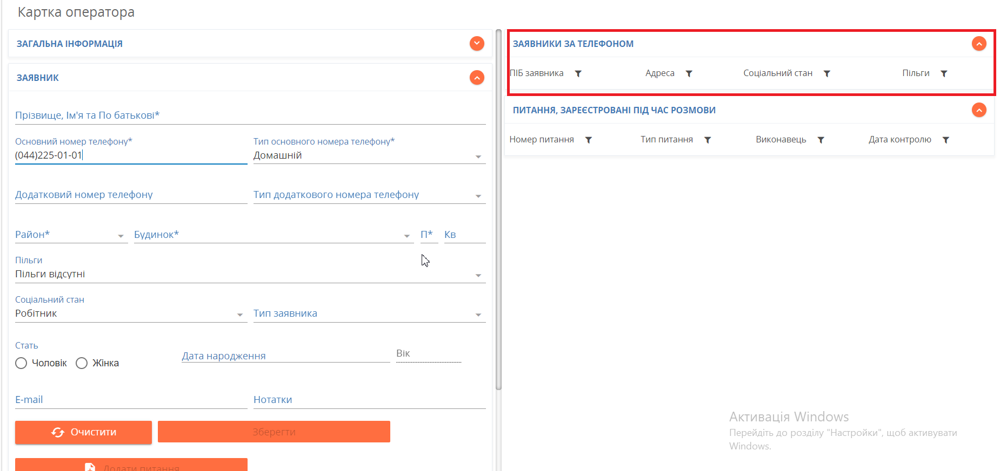 Картка оператора
ЗАГАЛЬНА ІНФОРМАЦІЯ
ЗАЯВНИК
Прізвище, Ім'я та По батькові*
Основний номер телефону* Тип основного номера телефону*
(044)225-01-01 Домашній
Додатковий номер телефону Тип додаткового номера телефону
Район* Будинок* П* Кв
Пільги
Пільги відсутні
Соціальний стан
Робітник Тип заявника
Стать
Чоловік Жінка Дата народження Вік
E-mail Нотатки
Очистити Зберегти
Додати питання
ЗАЯВНИКИ ЗА ТЕЛЕФОНОМ
ПІБ заявника Адреса Соціальний стан Пільги
ПИТАННЯ, ЗАРЕЄСТРОВАНІ ПІД ЧАС РОЗМОВИ
Номер питання Тип питання Виконавець Дата контролю
Активація Windows
Перейдіть до розділу "Настройки", щоб активувати
Windows.